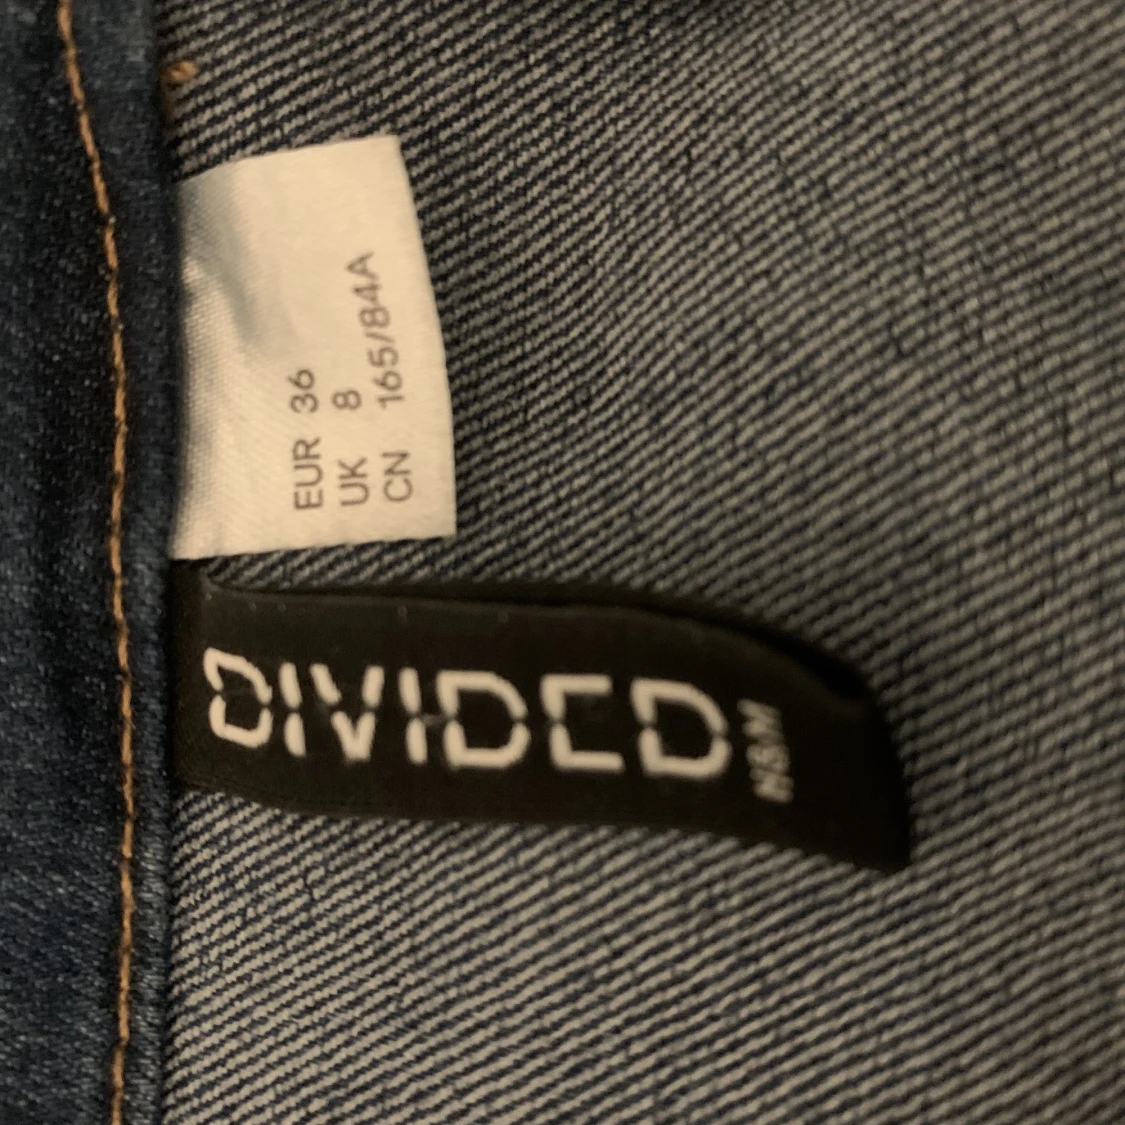 EUR 36
UK 8
CN 165/84A
DIVIDED
H&M